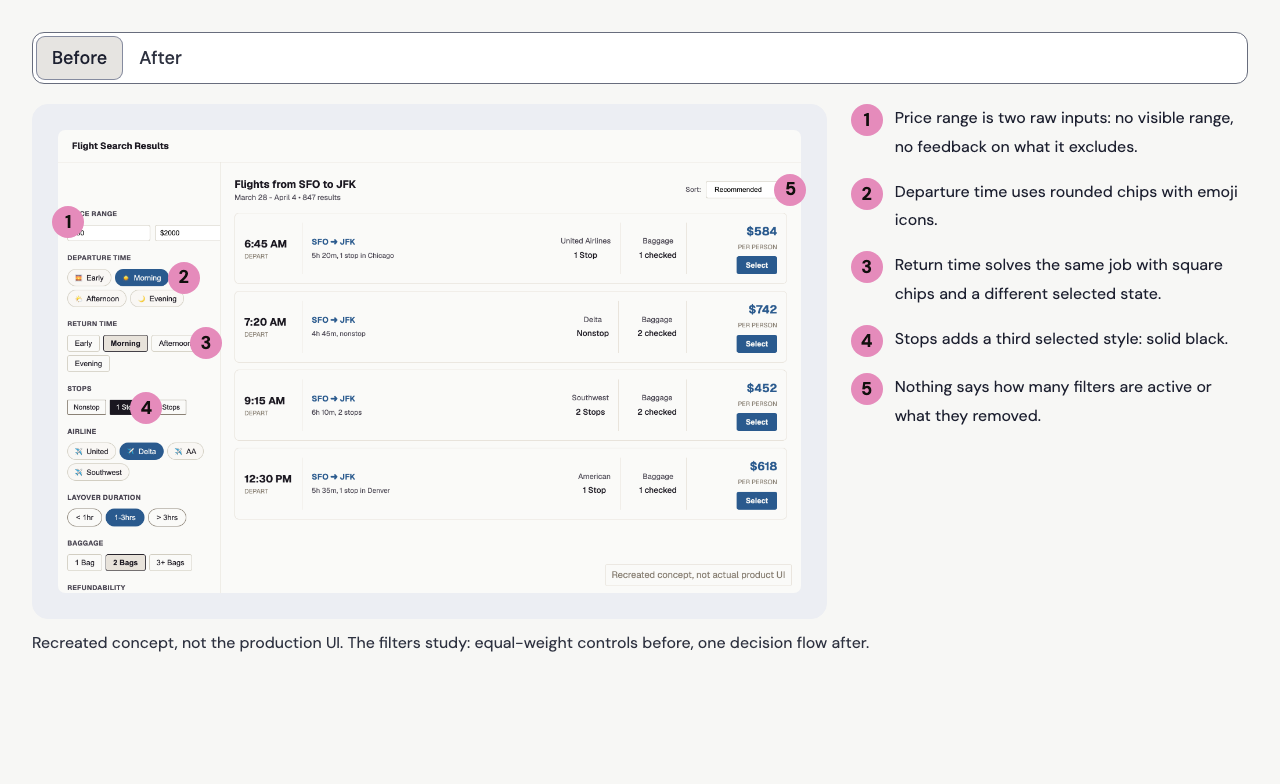 Before
After
Flight Search Results
CE RANGE
$2000
DEPARTURE TIME
Early
Morning
Afternoon
Evening
RETURN TIME
Early
Morning
Evening
STOPS
Nonstop
Stops
AIRLINE
United
Delta
AA
Southwest
LAYOVER DURATION
< 1hr
1-3hrs
> 3hrs
BAGGAGE
1 Bag
2 Bags
3+ Bags
REFUNDABILITY
1
2
3
4
Flights from SFO to JFK
March 28 - April 4 • 847 results
Sort:
Recommended
5
6:45 AM
DEPART
SFO ➔ JFK
5h 20m, 1 stop in Chicago
United Airlines
1 Stop
Baggage
1 checked
$584
PER PERSON
Select
7:20 AM
DEPART
SFO ➔ JFK
4h 45m, nonstop
Delta
Nonstop
Baggage
2 checked
$742
PER PERSON
Select
9:15 AM
DEPART
SFO ➔ JFK
6h 10m, 2 stops
Southwest
2 Stops
Baggage
2 checked
$452
PER PERSON
Select
12:30 PM
DEPART
SFO ➔ JFK
5h 35m, 1 stop in Denver
American
1 Stop
Baggage
1 checked
$618
PER PERSON
Select
Recreated concept, not actual product UI
1
Price range is two raw inputs: no visible range,
no feedback on what it excludes.
2
Departure time uses rounded chips with emoji
icons.
3
Return time solves the same job with square
chips and a different selected state.
4
Stops adds a third selected style: solid black.
5
Nothing says how many filters are active or
what they removed.
Recreated concept, not the production UI. The filters study: equal-weight controls before, one decision flow after.